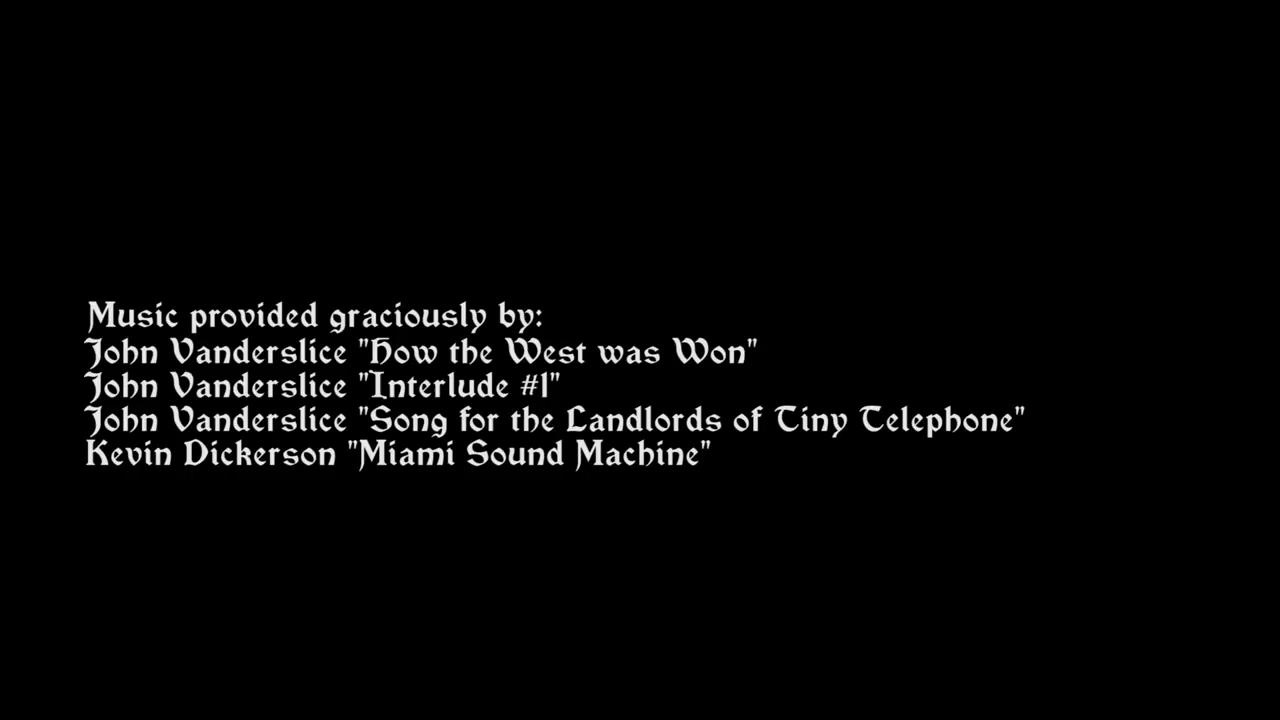 Music provided graciously by:
John Vanderslice "How the West was Won"
John Vanderslice "Interlude #1"
John Vanderslice "Song for the Landlords of Tiny Telephone"
Kevin Dickerson "Miami Sound Machine"